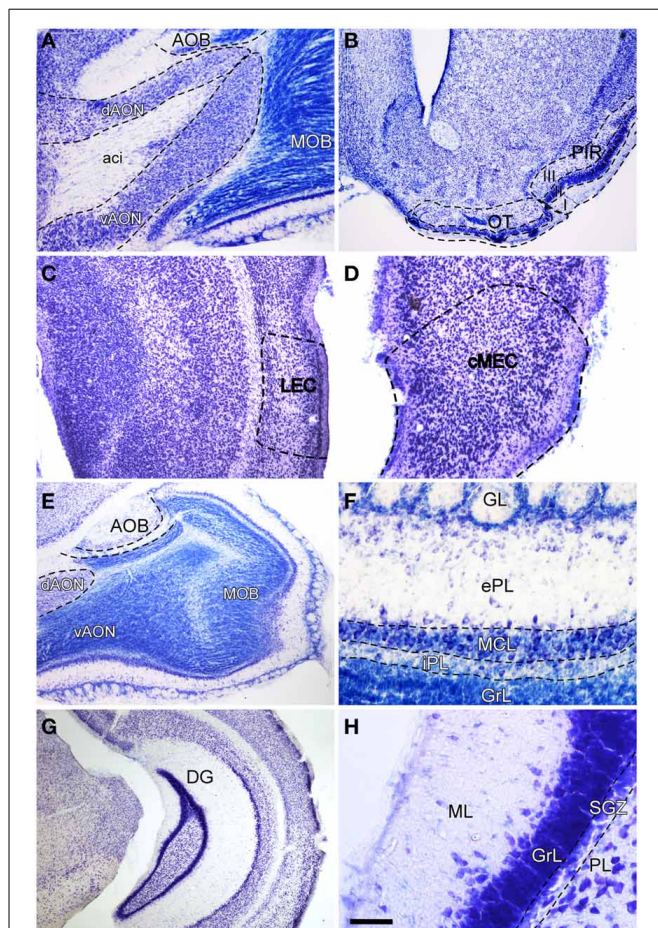 A
AOB
dAON
aci
MOB
vAON
B
PIR
III
II
I
OT
C
LEC
D
cMEC
E
AOB
dAON
MOB
vAON
F
GL
ePL
MCL
iPL
GrL
G
DG
H
ML
SGZ
GrL
PL